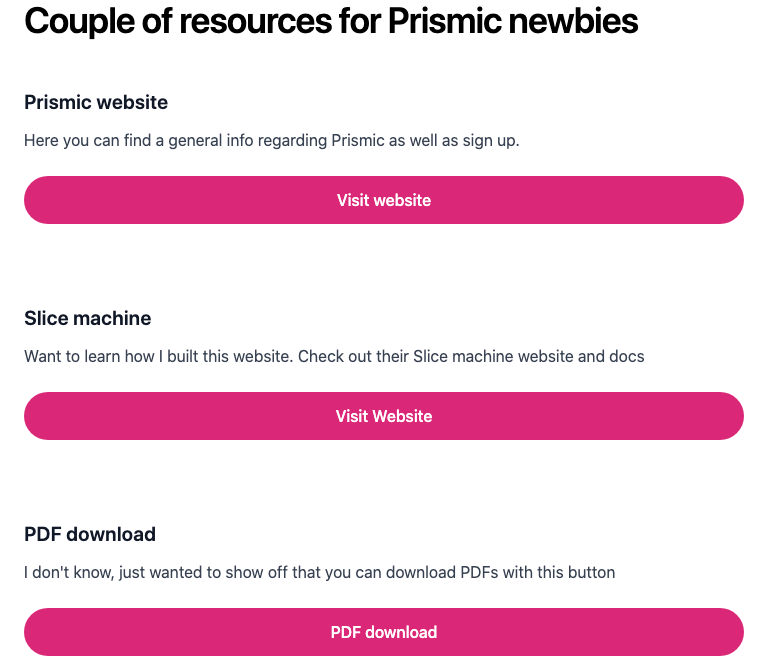 Couple of resources for Prismic newbies
Prismic website
Here you can find a general info regarding Prismic as well as sign up.
Visit website
Slice machine
Want to learn how I built this website. Check out their Slice machine website and docs
Visit Website
PDF download
I don't know, just wanted to show off that you can download PDFs with this button
PDF download